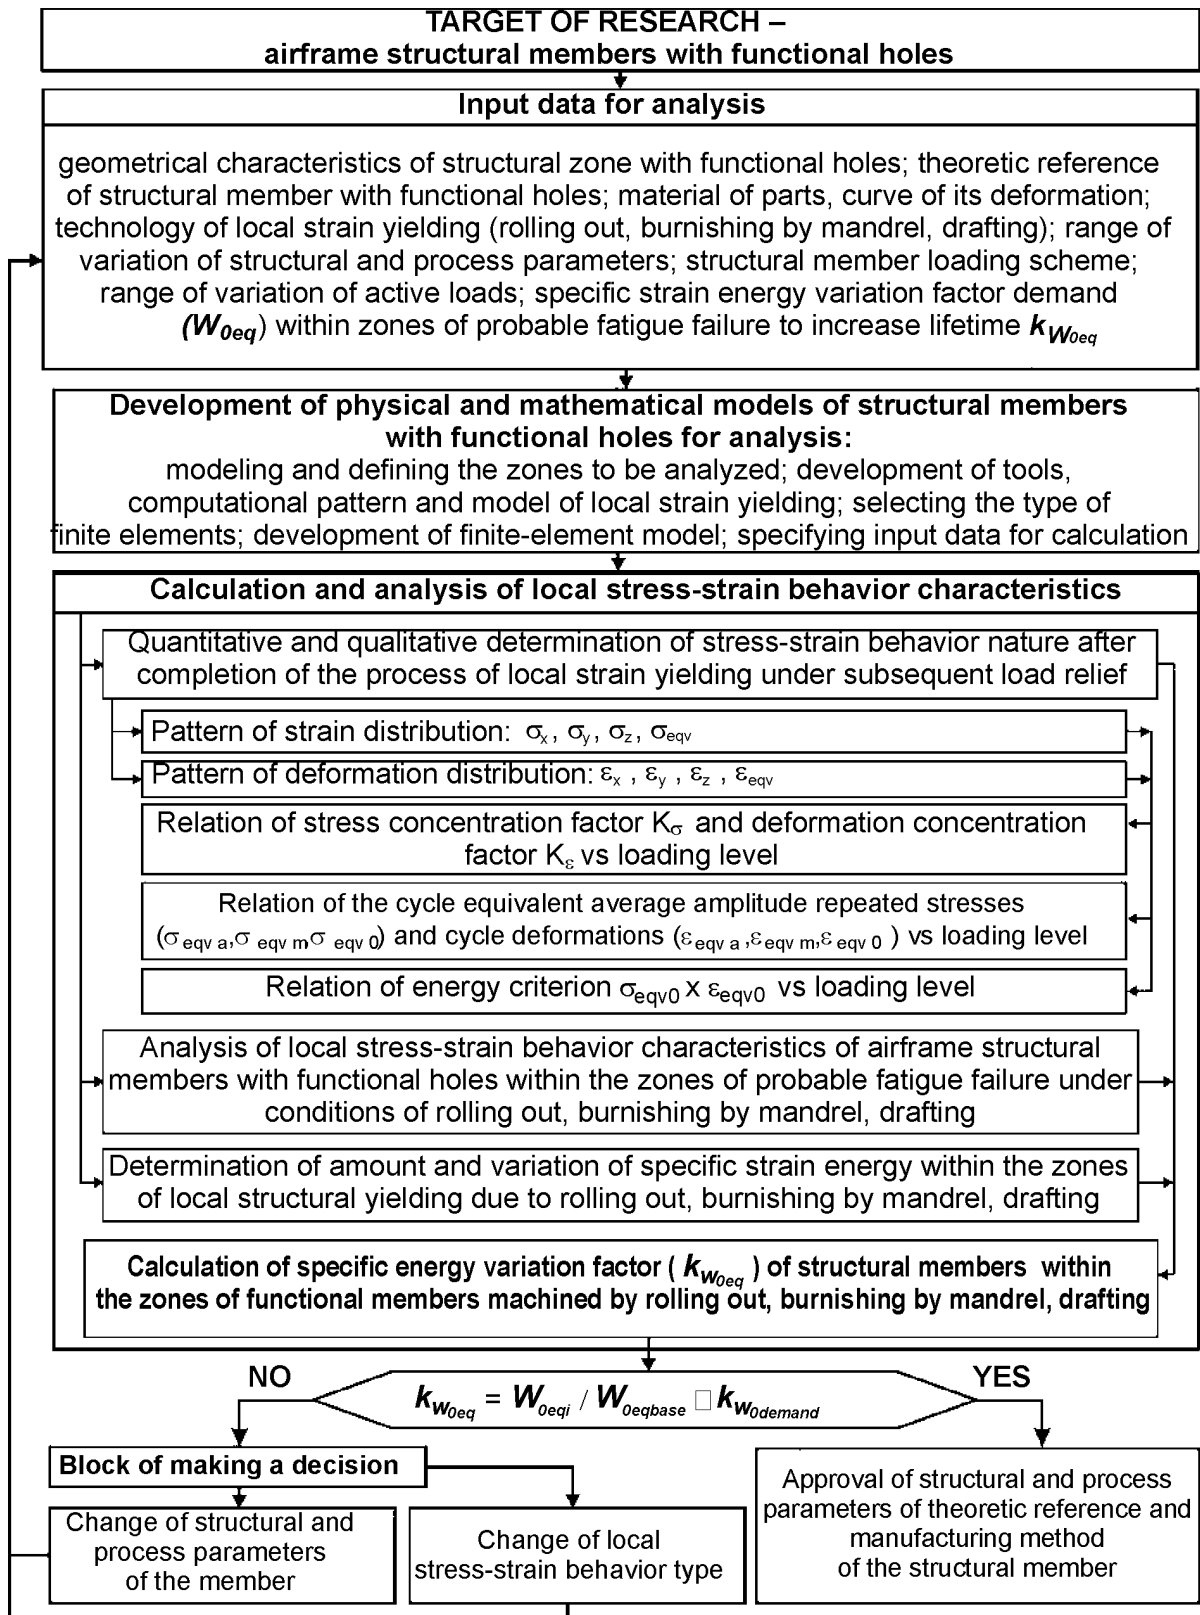 TARGET OF RESEARCH –
airframe structural members with functional holes
Input data for analysis
geometrical characteristics of structural zone with functional holes; theoretic reference
of structural member with functional holes; material of parts, curve of its deformation;
technology of local strain yielding (rolling out, burnishing by mandrel, drafting); range of
variation of structural and process parameters; structural member loading scheme;
range of variation of active loads; specific strain energy variation factor demand
(W0eq) within zones of probable fatigue failure to increase lifetime kW0eq
Development of physical and mathematical models of structural members
with functional holes for analysis:
modeling and defining the zones to be analyzed; development of tools,
computational pattern and model of local strain yielding; selecting the type of
finite elements; development of finite-element model; specifying input data for calculation
Calculation and analysis of local stress-strain behavior characteristics
Quantitative and qualitative determination of stress-strain behavior nature after
completion of the process of local strain yielding under subsequent load relief
Pattern of strain distribution: σx, σy, σz, σeqv
Pattern of deformation distribution: εx , εy , εz , εeqv
Relation of stress concentration factor Kσ and deformation concentration
factor Kε vs loading level
Relation of the cycle equivalent average amplitude repeated stresses
(σeqv a,σeqv m,σeqv 0) and cycle deformations (εeqv a,εeqv m,εeqv 0 ) vs loading level
Relation of energy criterion σeqv0 x εeqv0 vs loading level
Analysis of local stress-strain behavior characteristics of airframe structural
members with functional holes within the zones of probable fatigue failure under
conditions of rolling out, burnishing by mandrel, drafting
Determination of amount and variation of specific strain energy within the zones
of local structural yielding due to rolling out, burnishing by mandrel, drafting
Calculation of specific energy variation factor ( kW0eq ) of structural members within
the zones of functional members machined by rolling out, burnishing by mandrel, drafting
NO
YES
kW0eq = W0eqi / W0eqbase □ kW0demand
Block of making a decision
Change of structural and
process parameters
of the member
Change of local
stress-strain behavior type
Approval of structural and process
parameters of theoretic reference and
manufacturing method
of the structural member